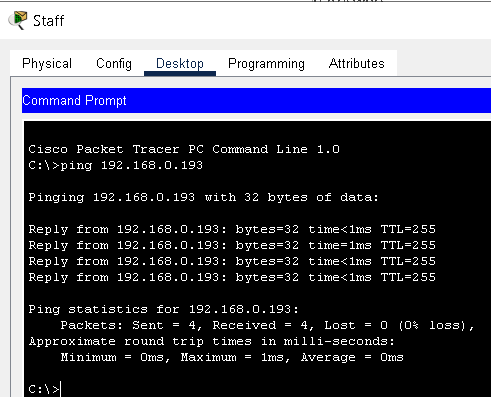 Staff
Physical Config Desktop Programming Attributes
Command Prompt
Cisco Packet Tracer PC Command Line 1.0
C:\>ping 192.168.0.193
Pinging 192.168.0.193 with 32 bytes of data:
Reply from 192.168.0.193: bytes=32 time<1ms TTL=255
Reply from 192.168.0.193: bytes=32 time=1ms TTL=255
Reply from 192.168.0.193: bytes=32 time<1ms TTL=255
Reply from 192.168.0.193: bytes=32 time<1ms TTL=255
Ping statistics for 192.168.0.193:
Packets: Sent = 4, Received = 4, Lost = 0 (0% loss),
Approximate round trip times in milli-seconds:
Minimum = 0ms, Maximum = 1ms, Average = 0ms
C:\>